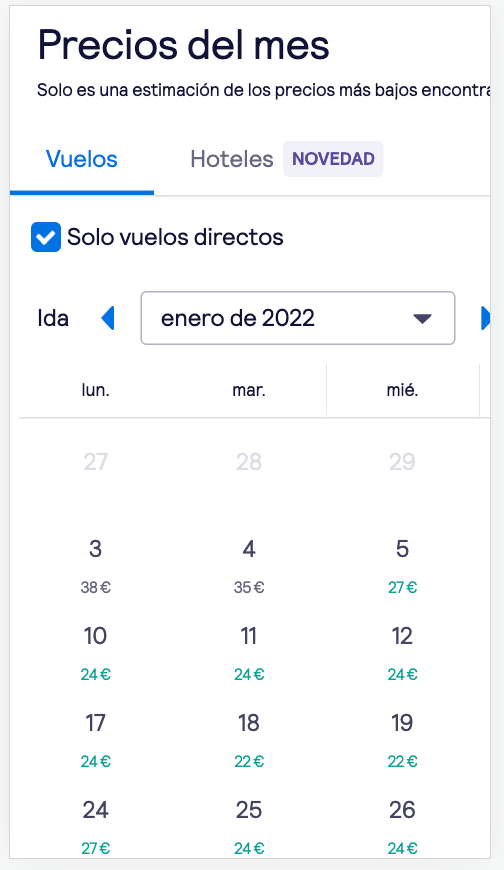 Precios del mes
Solo es una estimación de los precios más bajos
Vuelos Hoteles NOVEDAD
Solo vuelos directos
Ida enero de 2022
lun. mar. mié.
27 28 29
3 4 5
38 € 35 € 27 €
10 11 12
24 € 24 € 24 €
17 18 19
24 € 22 € 22 €
24 25 26
27 € 24 € 24 €